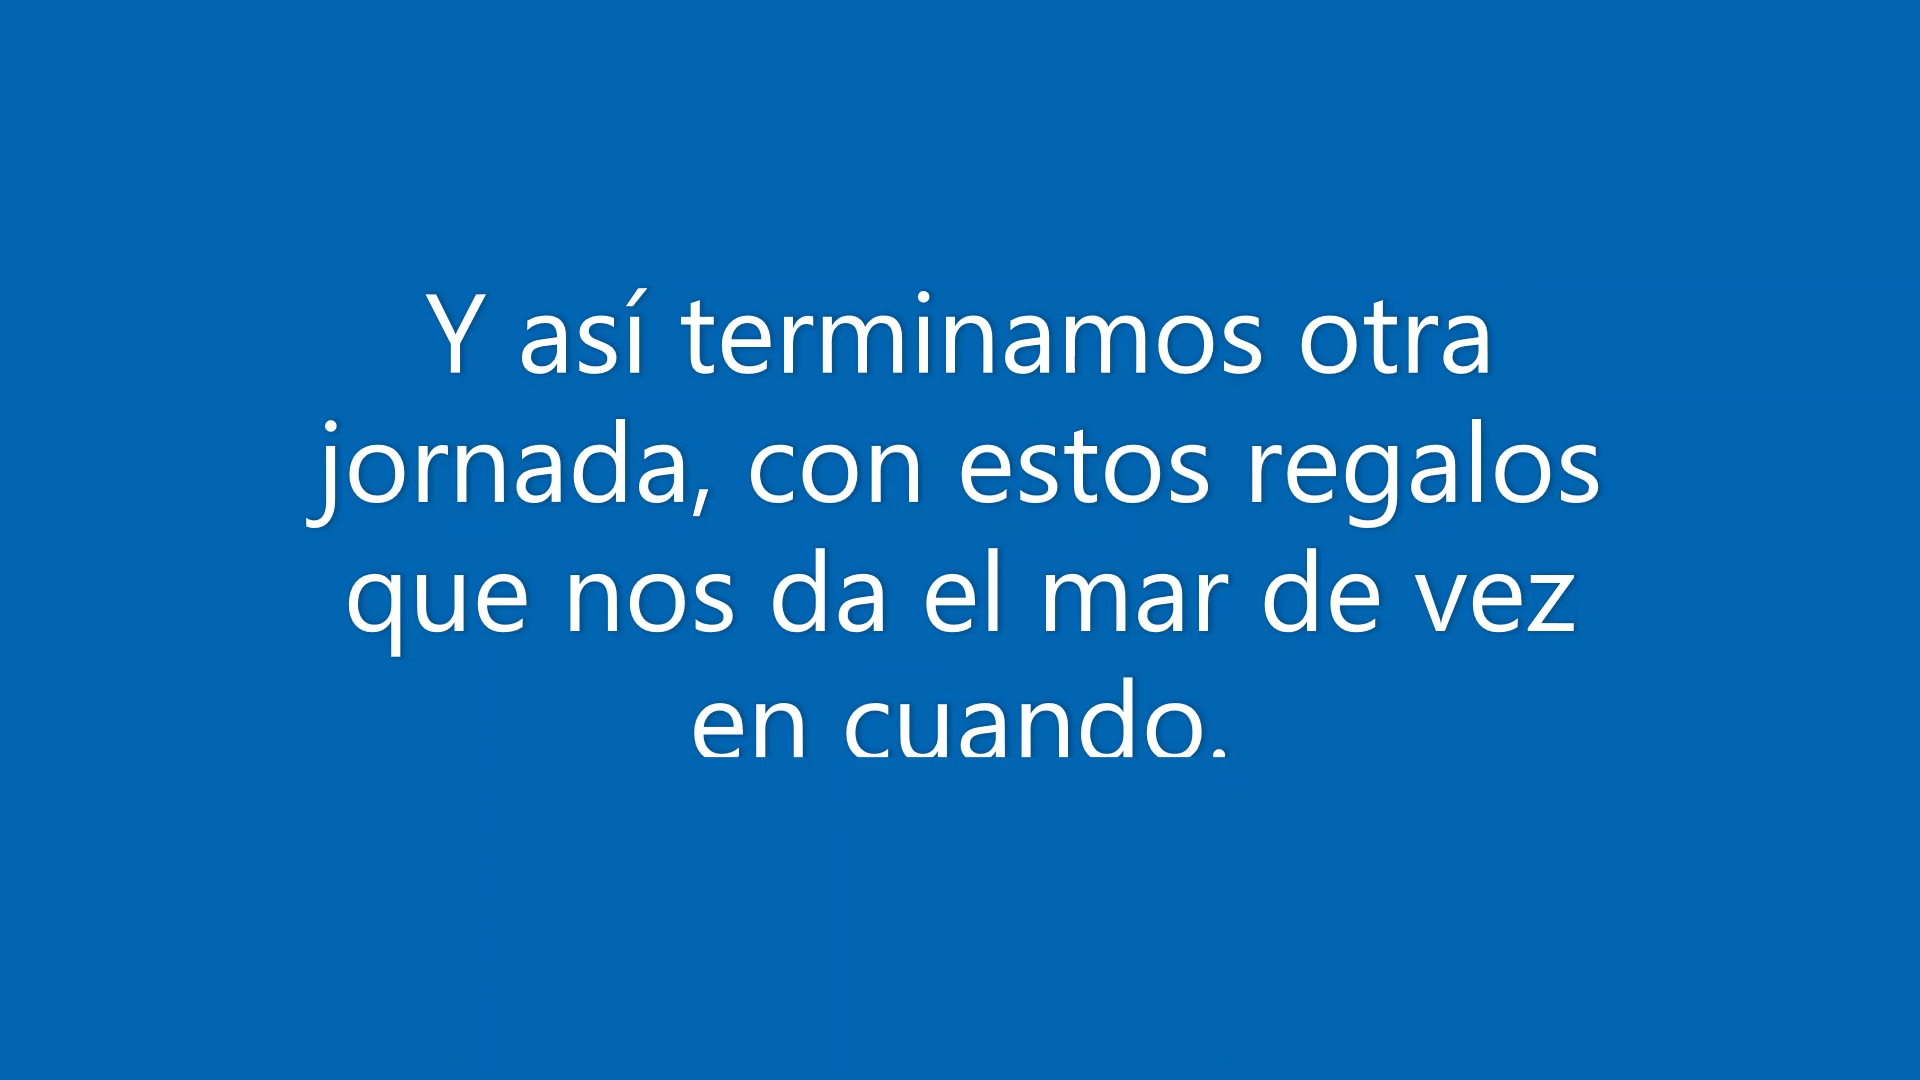 Y así terminamos otra
jornada, con estos regalos
que nos da el mar de vez
en cuando.